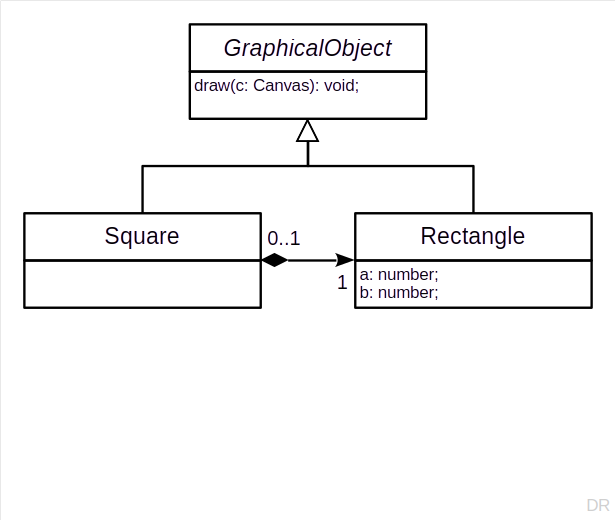 GraphicalObject
draw(c: Canvas): void;
Square
0..1
Rectangle
1
a: number;
b: number;
DR